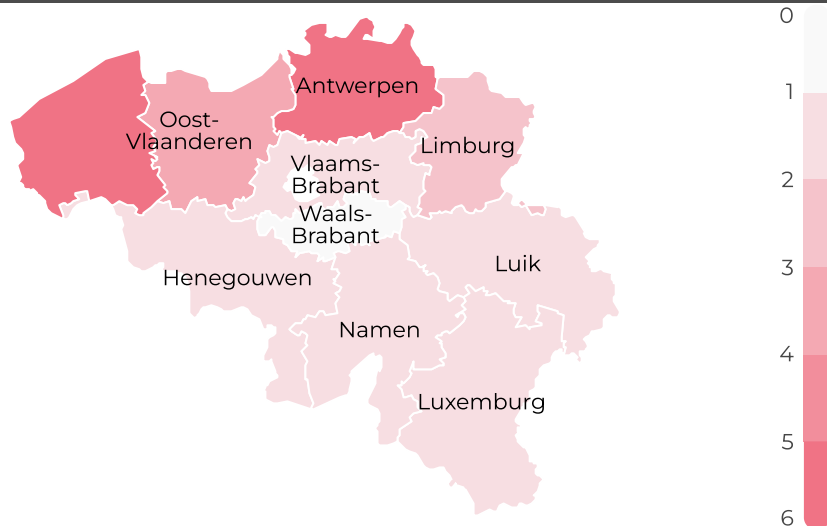 0
Antwerpen
1
Oost-
Vlaanderen
Limburg
Vlaams-
Brabant
2
Waals-
Brabant
Luik
3
Henegouwen
Namen
4
Luxemburg
5
6